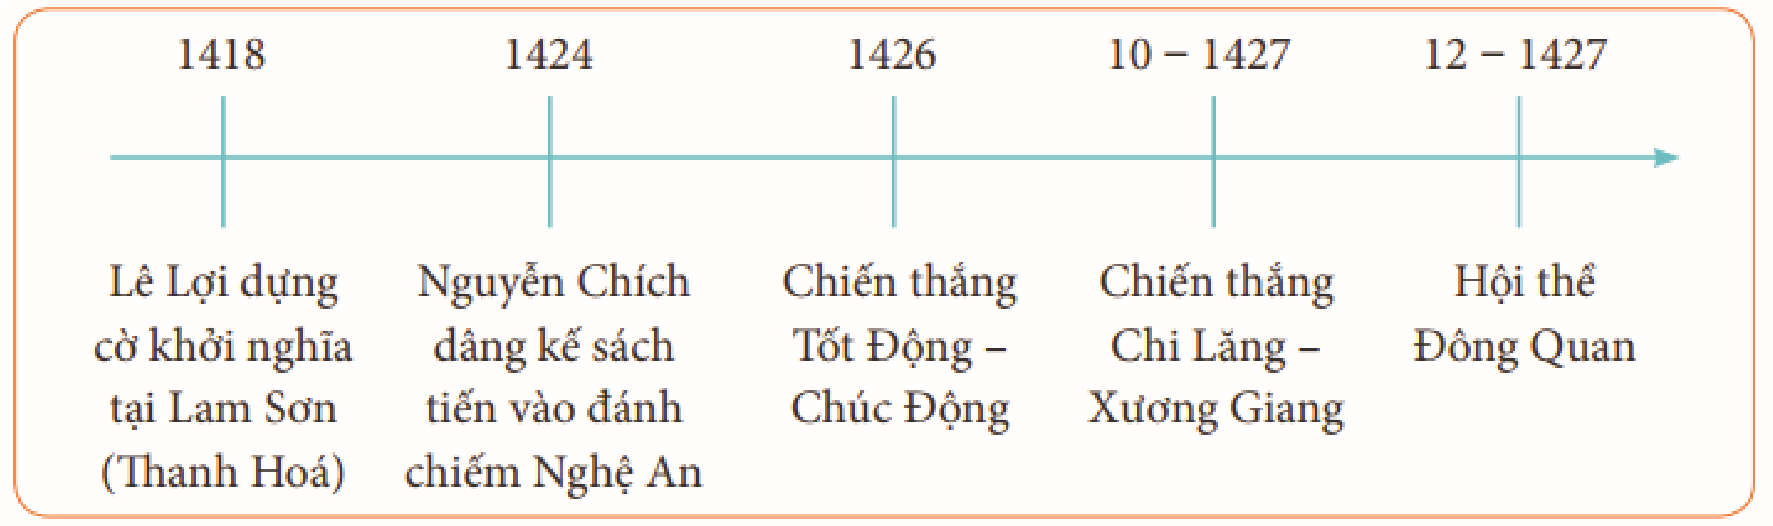 1418
1424
1426
10 – 1427
12 – 1427
Lê Lợi dựng
cờ khởi nghĩa
tại Lam Sơn
(Thanh Hoá)
Nguyễn Chích
dâng kế sách
tiến vào đánh
chiếm Nghệ An
Chiến thắng
Tốt Động –
Chúc Động
Chiến thắng
Chi Lăng –
Xương Giang
Hội thề
Đông Quan